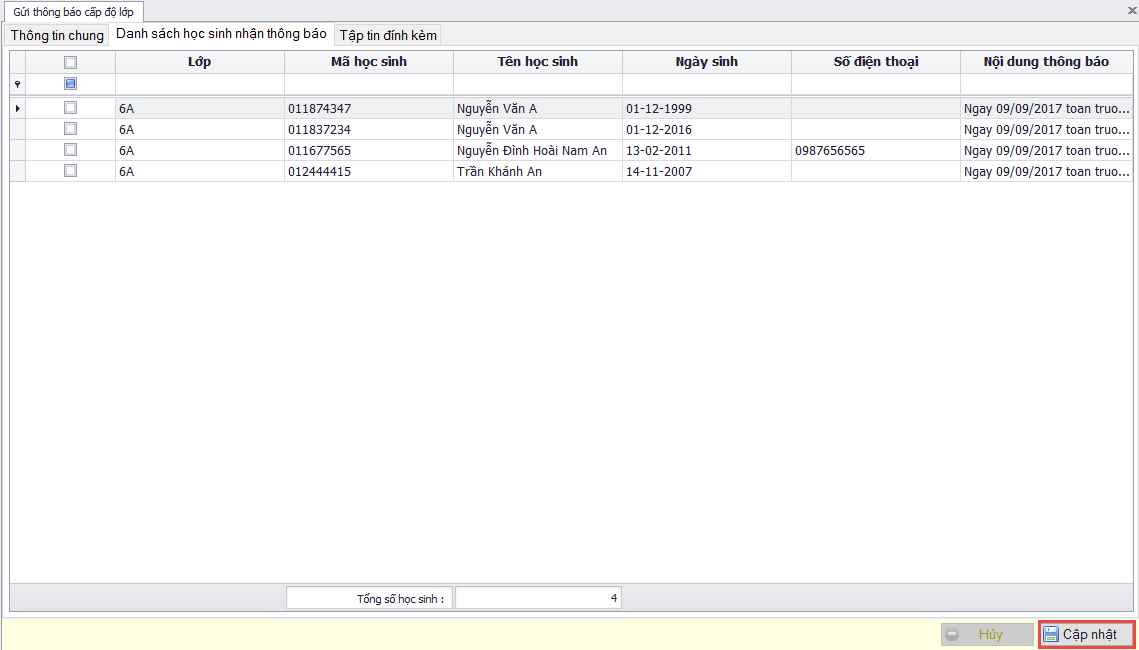 Gửi thông báo cấp độ lớp
Thông tin chung Danh sách học sinh nhận thông báo Tập tin đính kèm
Lớp Mã học sinh Tên học sinh Ngày sinh Số điện thoại Nội dung thông báo
6A 011874347 Nguyễn Văn A 01-12-1999 Ngay 09/09/2017 toan truo...
6A 011837234 Nguyễn Văn A 01-12-2016 Ngay 09/09/2017 toan truo...
6A 011677565 Nguyễn Đình Hoài Nam An 13-02-2011 0987656565 Ngay 09/09/2017 toan truo...
6A 012444415 Trần Khánh An 14-11-2007 Ngay 09/09/2017 toan truo...
Tổng số học sinh : 4
Hủy Cập nhật